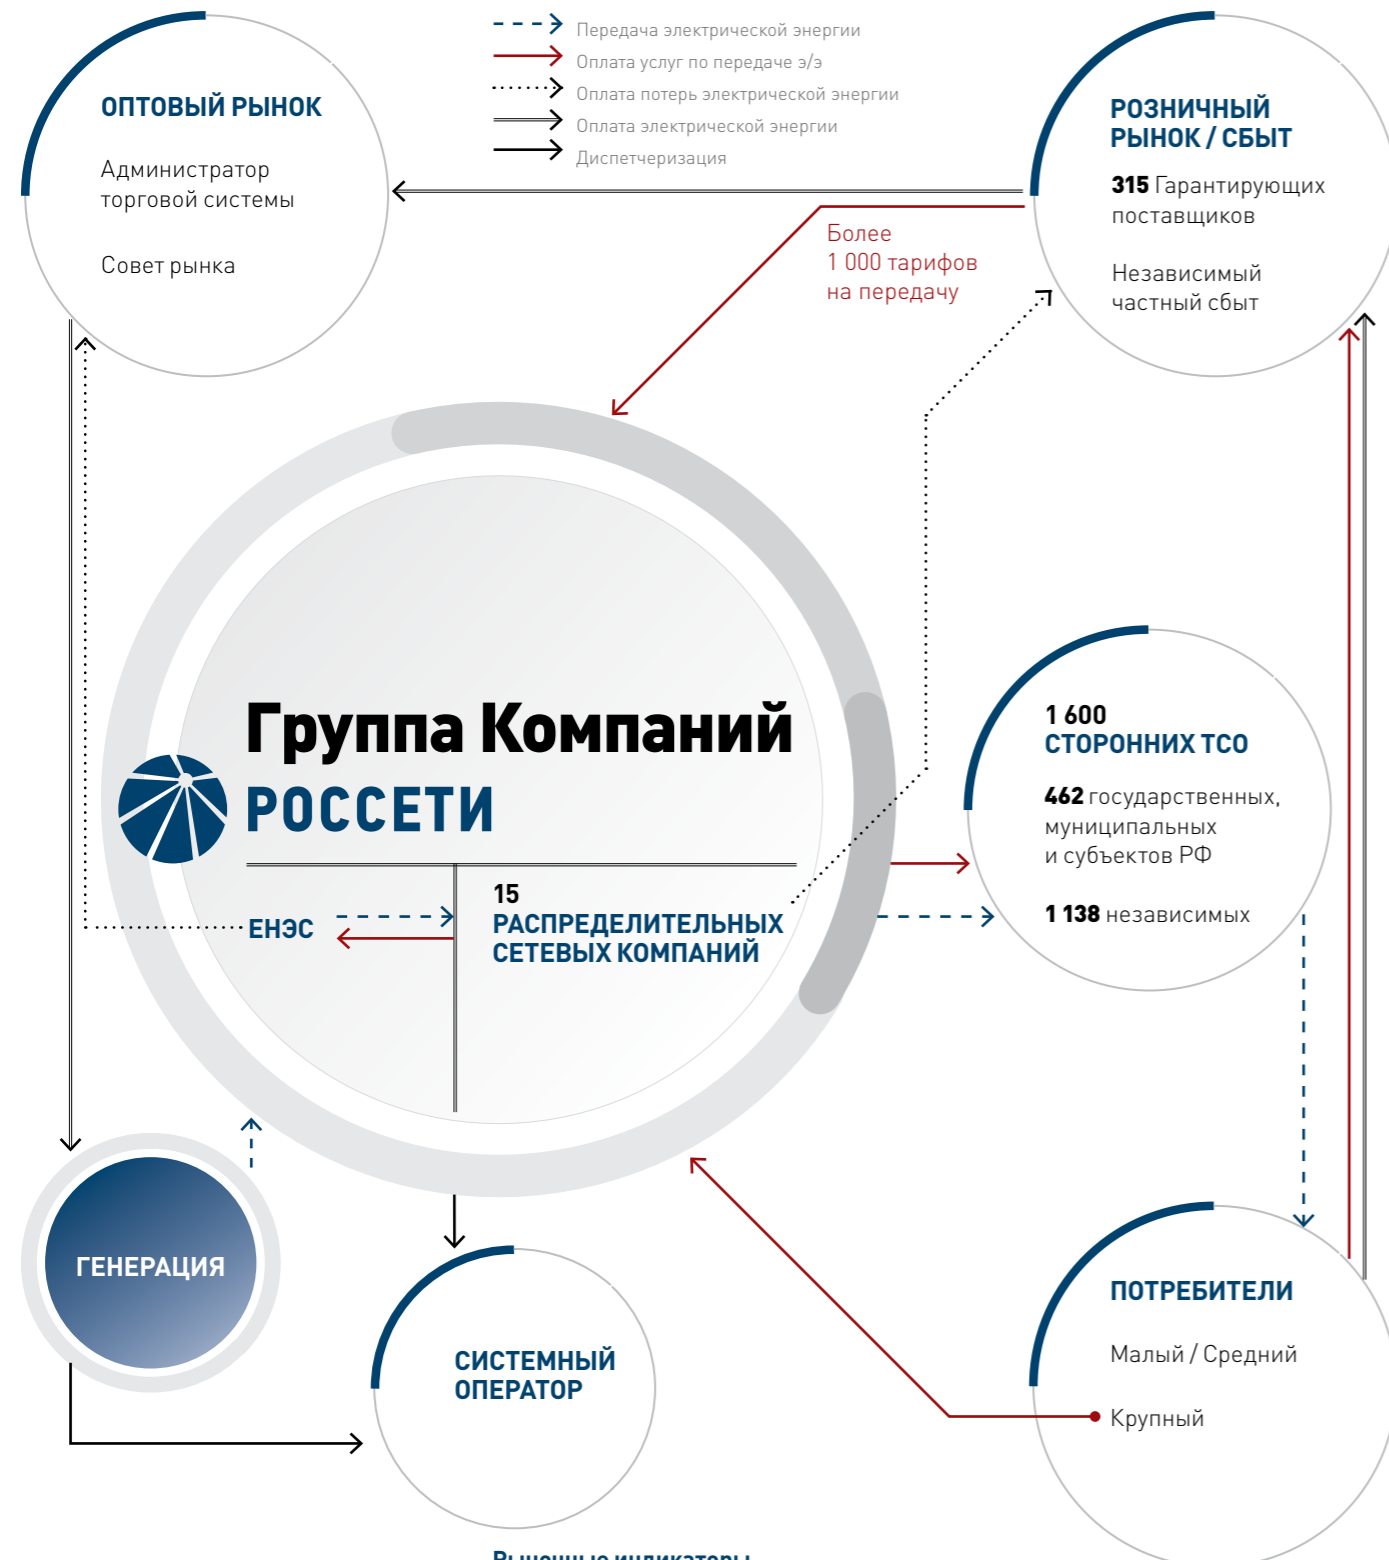 Передача электрической энергии
Оплата услуг по передаче э/э
Оплата потерь электрической энергии
Оплата электрической энергии
Диспетчеризация
ОПТОВЫЙ РЫНОК
Администратор
торговой системы
Совет рынка
РОЗНИЧНЫЙ
РЫНОК / СБЫТ
315 Гарантирующих
поставщиков
Независимый
частный сбыт
Более
1 000 тарифов
на передачу
Группа Компаний
РОССЕТИ
ЕНЭС
15
РАСПРЕДЕЛИТЕЛЬНЫХ
СЕТЕВЫХ КОМПАНИЙ
1 600
СТОРОННИХ ТСО
462 государственных,
муниципальных
и субъектов РФ
1 138 независимых
ГЕНЕРАЦИЯ
СИСТЕМНЫЙ
ОПЕРАТОР
ПОТРЕБИТЕЛИ
Малый / Средний
Крупный
Рыночные индикаторы